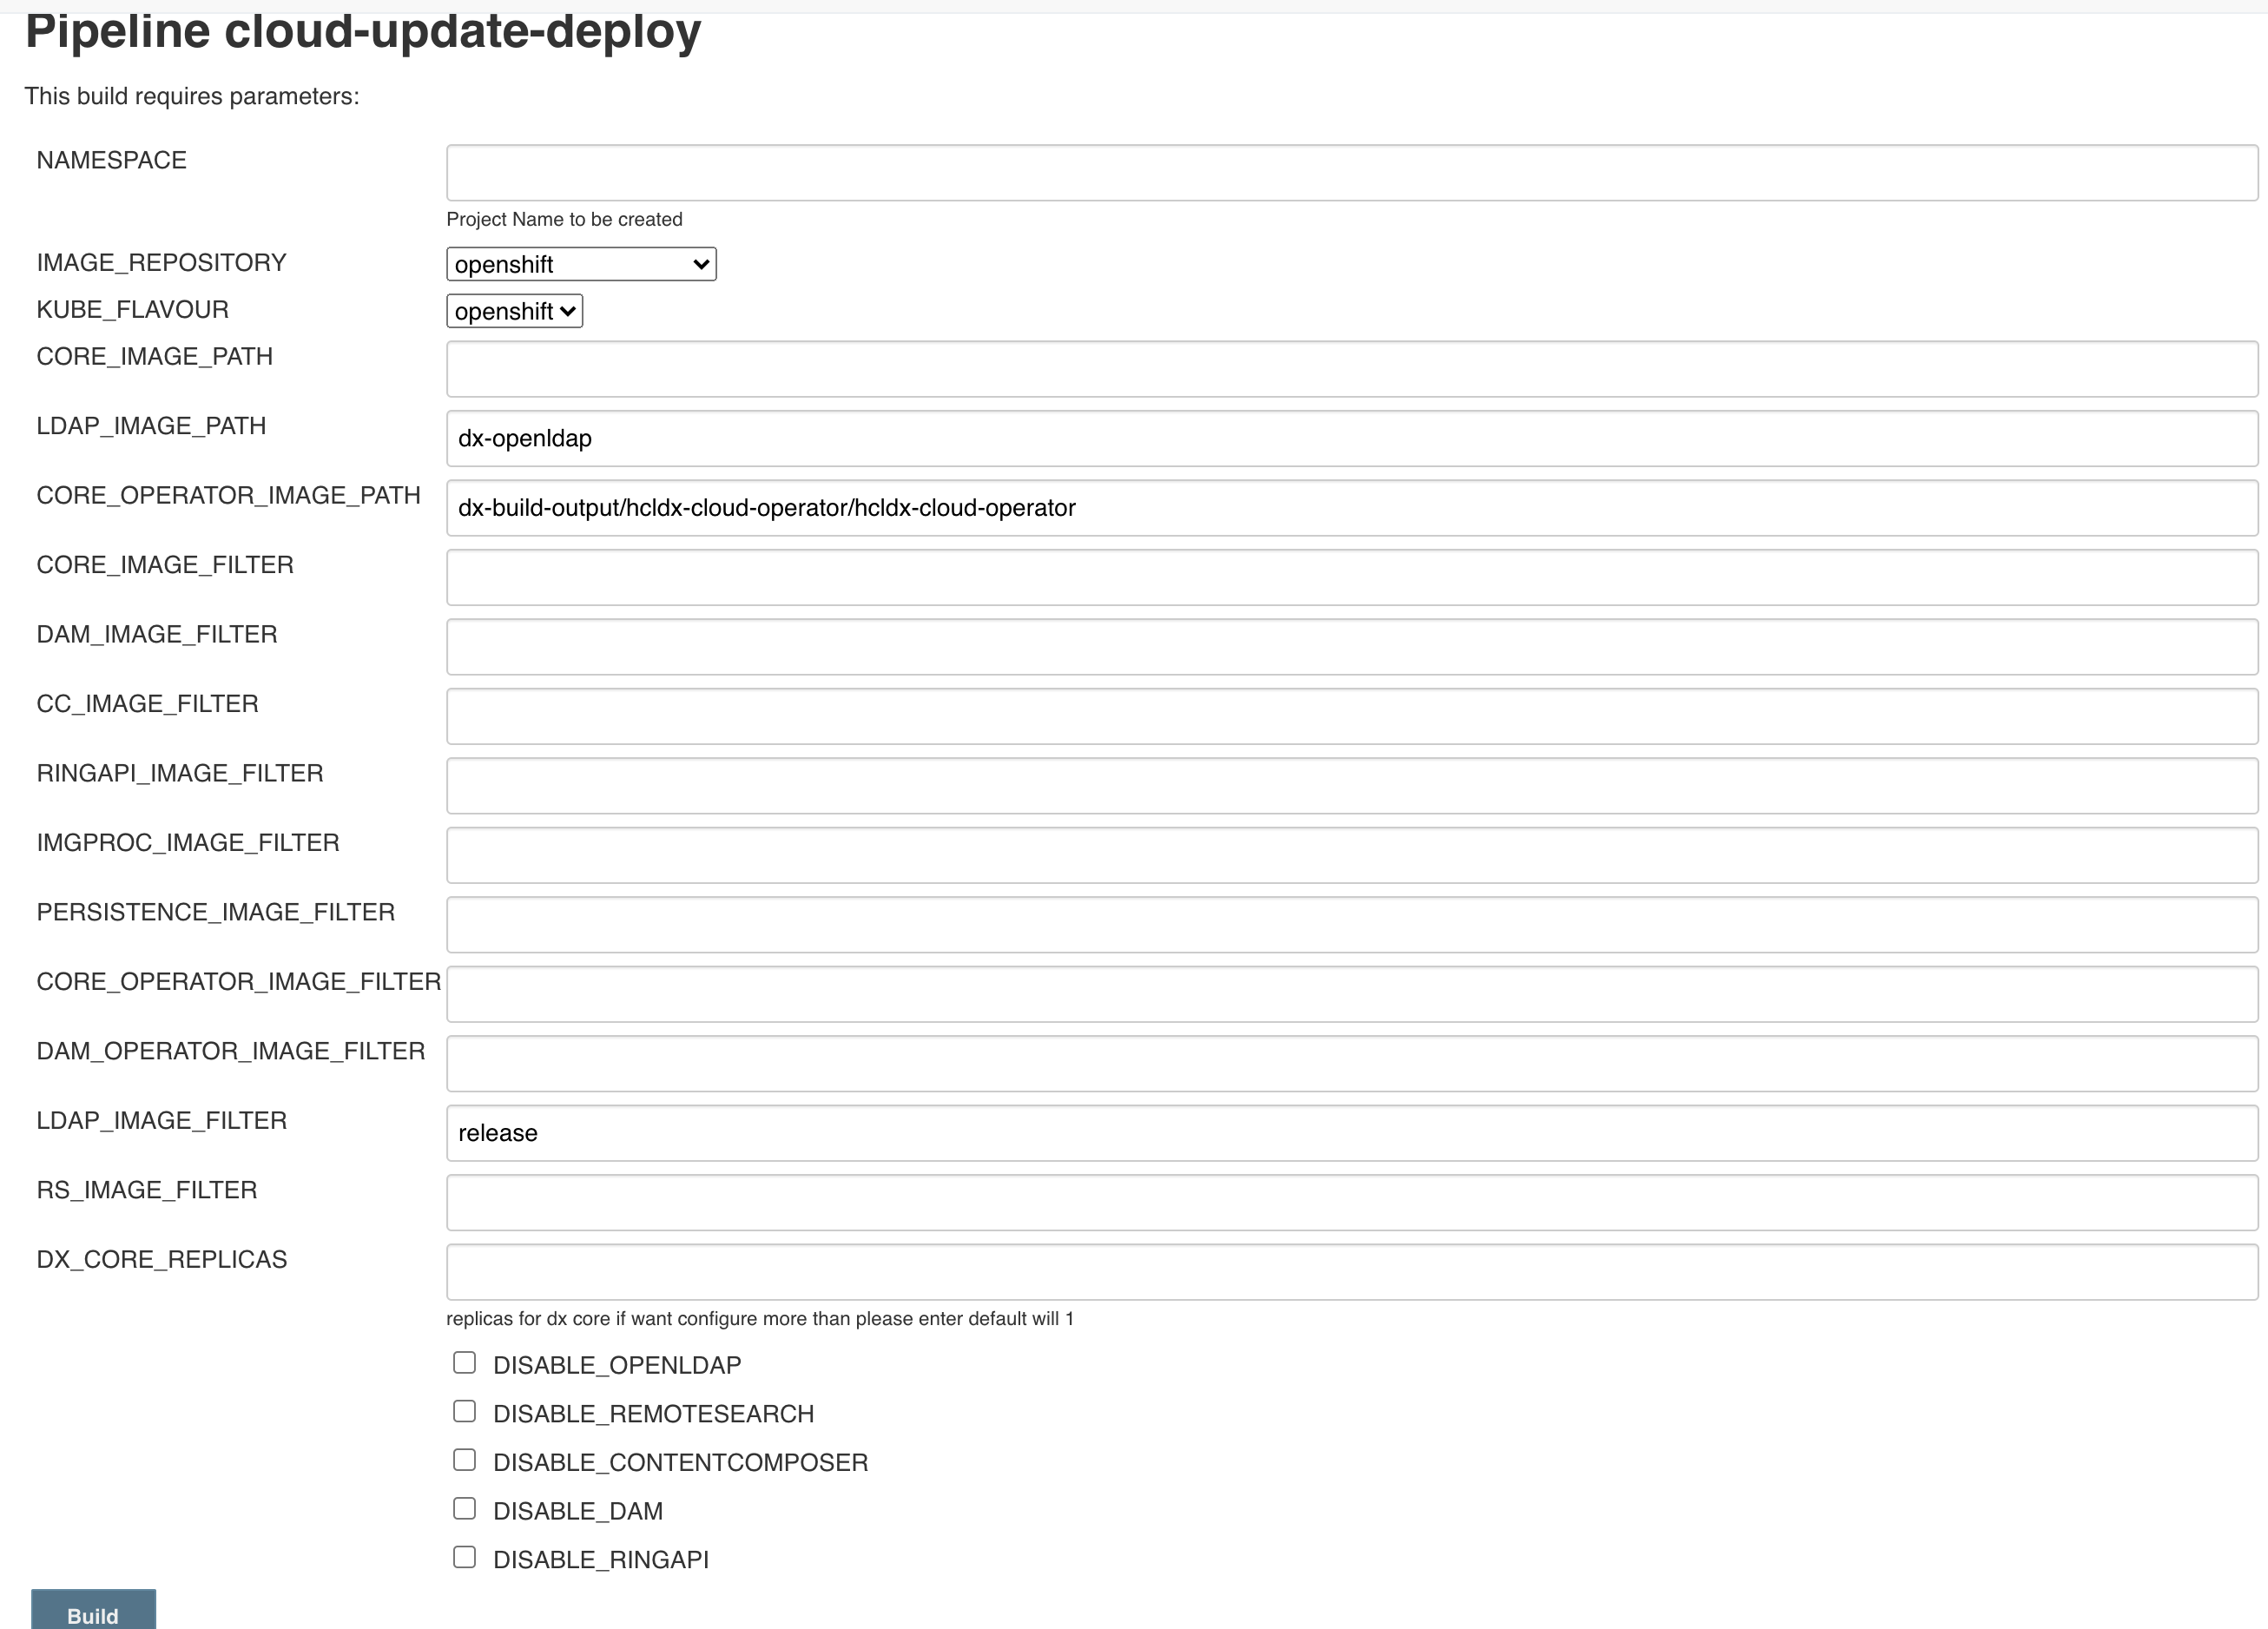 Pipeline cloud-update-deploy
This build requires parameters:
NAMESPACE
Project Name to be created
IMAGE_REPOSITORY openshift
KUBE_FLAVOUR openshift
CORE_IMAGE_PATH
LDAP_IMAGE_PATH dx-openldap
CORE_OPERATOR_IMAGE_PATH dx-build-output/hcldx-cloud-operator/hcldx-cloud-operator
CORE_IMAGE_FILTER
DAM_IMAGE_FILTER
CC_IMAGE_FILTER
RINGAPI_IMAGE_FILTER
IMGPROC_IMAGE_FILTER
PERSISTENCE_IMAGE_FILTER
CORE_OPERATOR_IMAGE_FILTER
DAM_OPERATOR_IMAGE_FILTER
LDAP_IMAGE_FILTER release
RS_IMAGE_FILTER
DX_CORE_REPLICAS
replicas for dx core if want configure more than please enter default will 1
DISABLE_OPENLDAP
DISABLE_REMOTESEARCH
DISABLE_CONTENTCOMPOSER
DISABLE_DAM
DISABLE_RINGAPI
Build